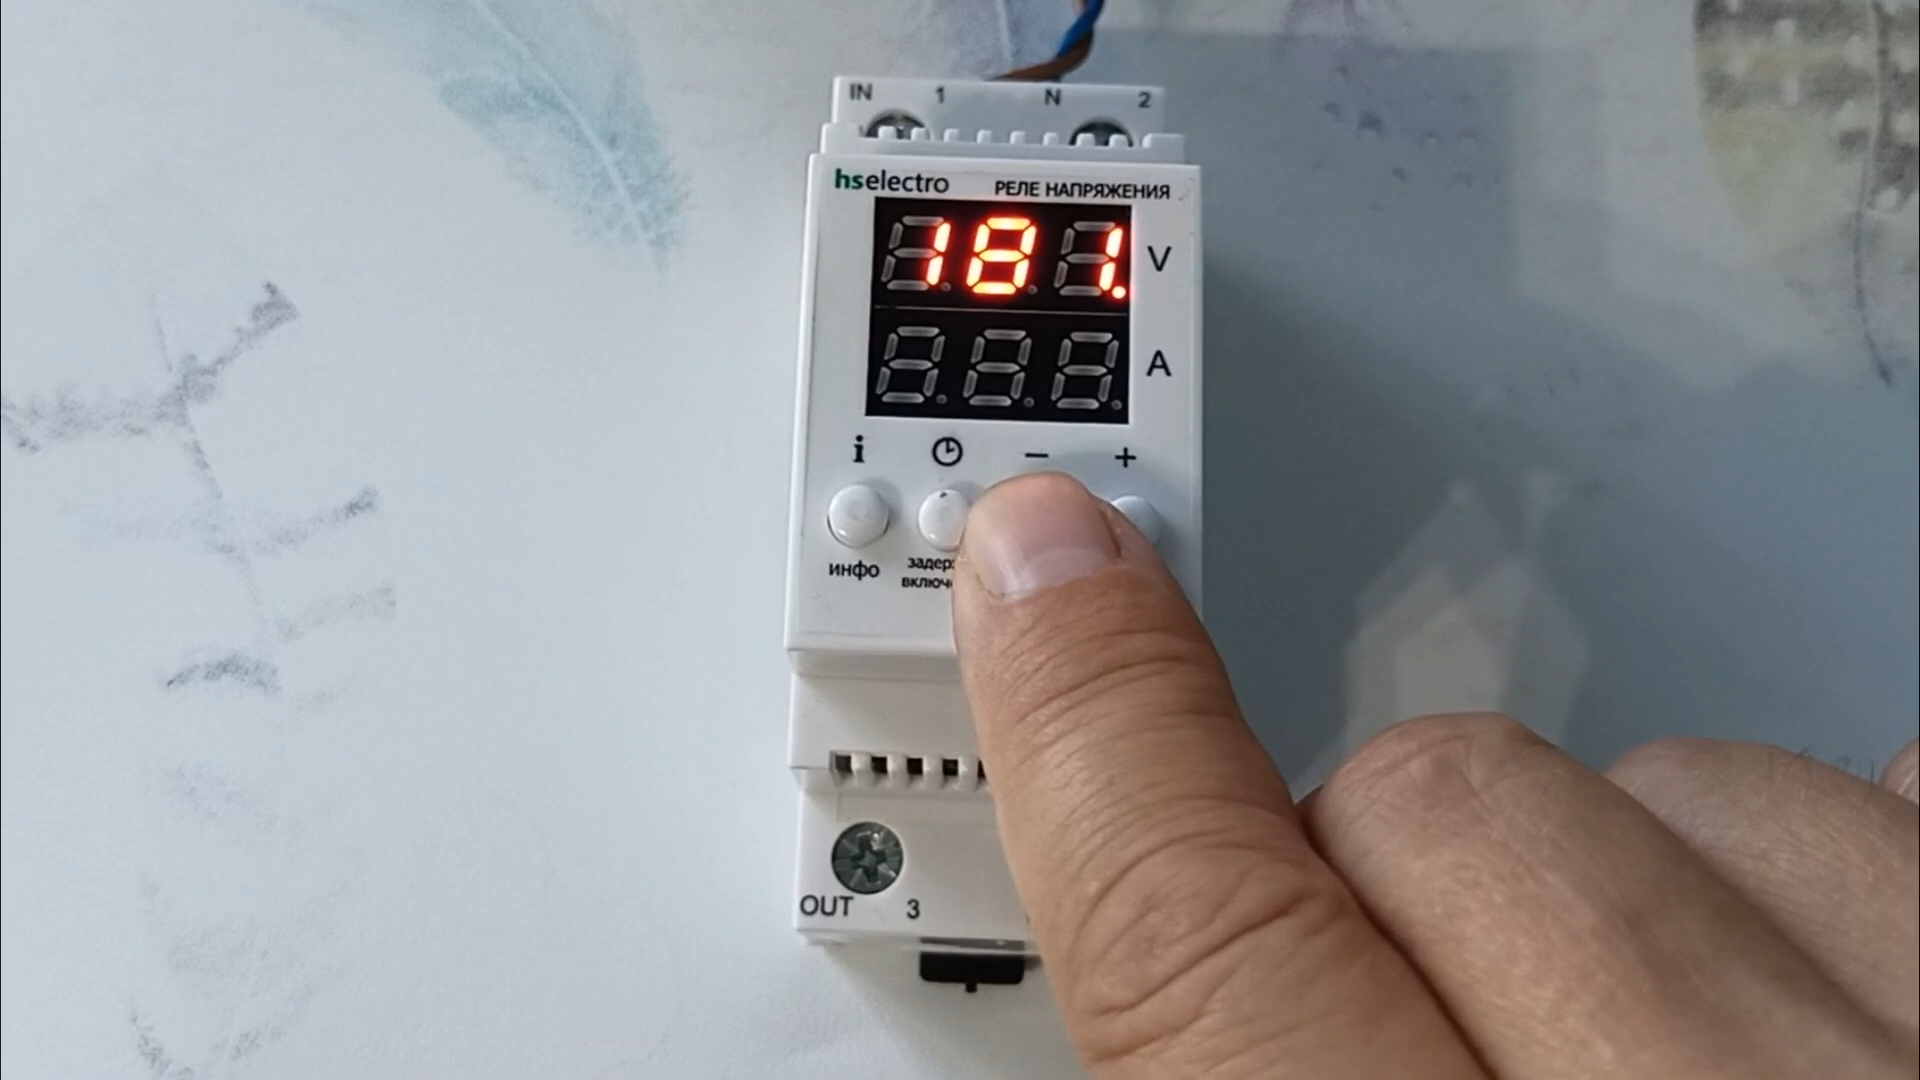 IN 1 N 2
hselectro РЕЛЕ НАПРЯЖЕНИЯ
181. V
A
i − +
инфо
OUT 3